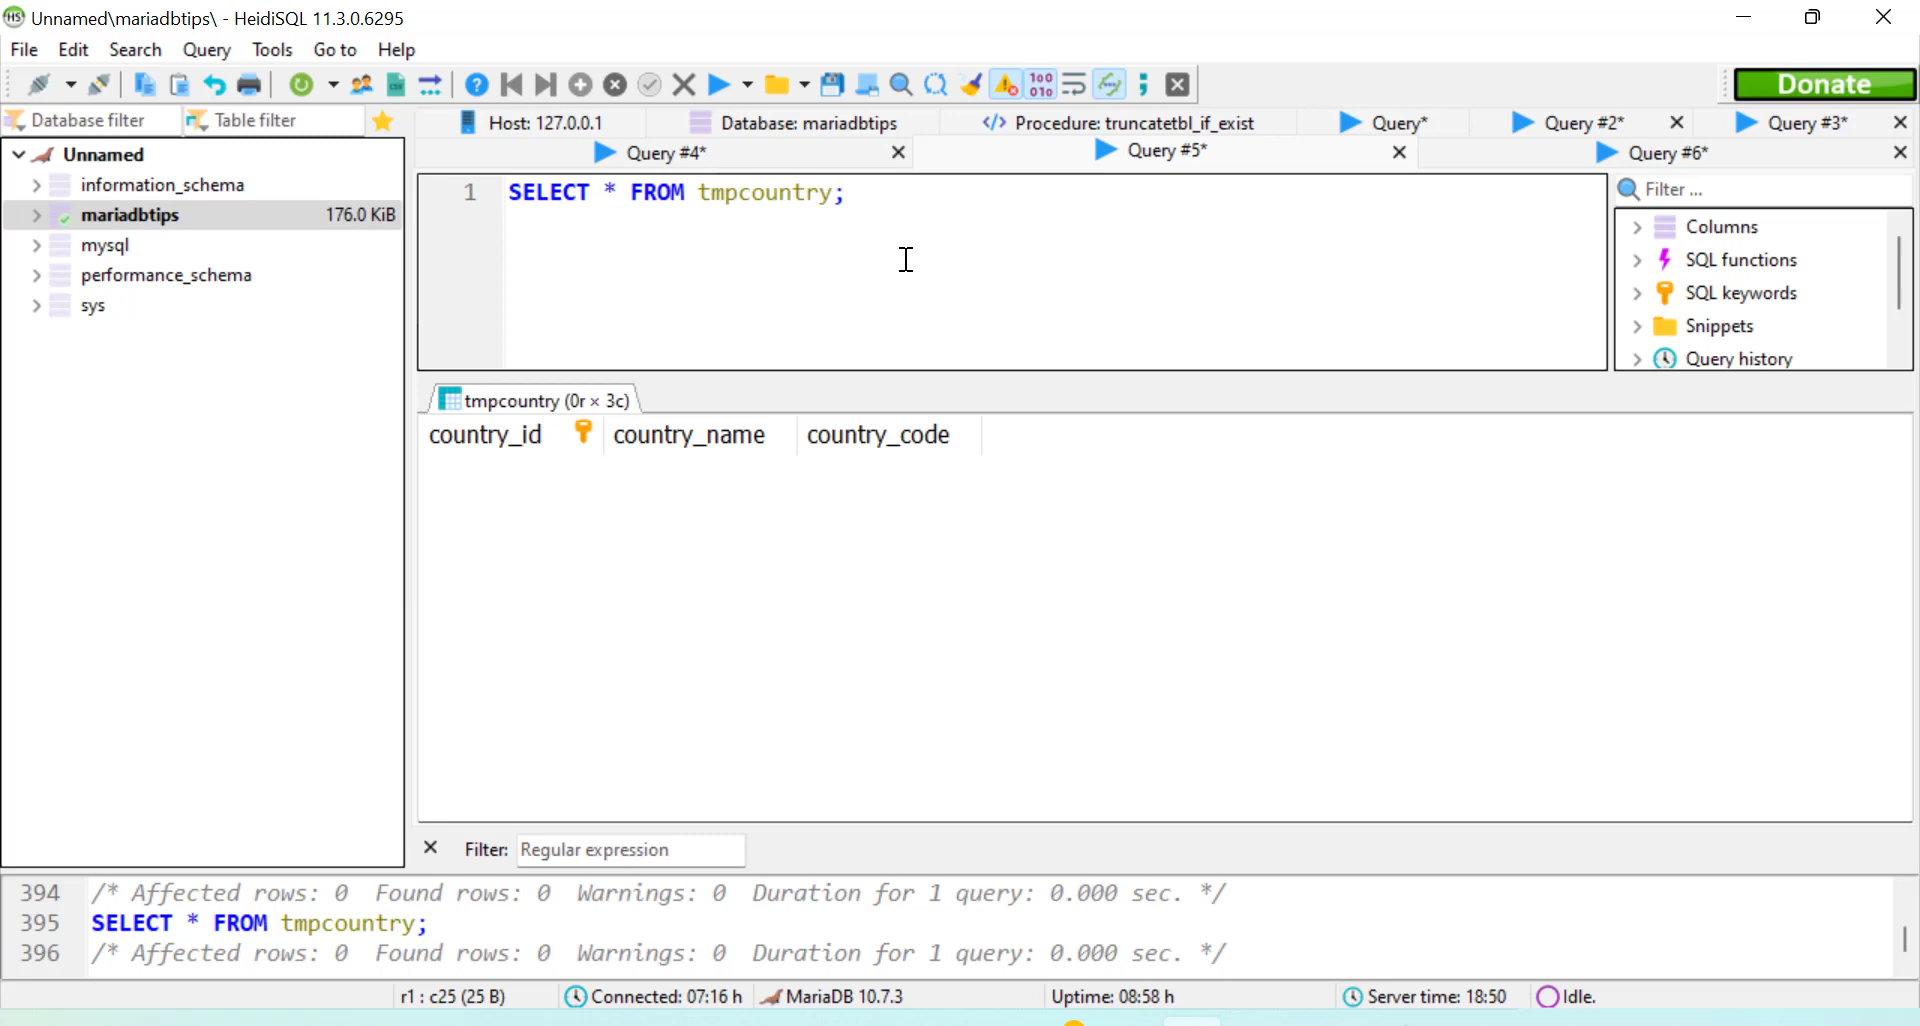 Unnamed\mariadbtips\ - HeidiSQL 11.3.0.6295
File Edit Search Query Tools Go to Help
Donate
Database filter Table filter
Host: 127.0.0.1 Database: mariadbtips </> Procedure: truncatetbl_if_exist Query* Query #2* Query #3*
Query #4* Query #5* Query #6*
Unnamed
information_schema
mariadbtips 176.0 KiB
mysql
performance_schema
sys
1 SELECT * FROM tmpcountry;
Filter ...
Columns
SQL functions
SQL keywords
Snippets
Query history
tmpcountry (0r × 3c)
country_id country_name country_code
Filter: Regular expression
394 /* Affected rows: 0 Found rows: 0 Warnings: 0 Duration for 1 query: 0.000 sec. */
395 SELECT * FROM tmpcountry;
396 /* Affected rows: 0 Found rows: 0 Warnings: 0 Duration for 1 query: 0.000 sec. */
r1 : c25 (25 B) Connected: 07:16 h MariaDB 10.7.3 Uptime: 08:58 h Server time: 18:50 Idle.